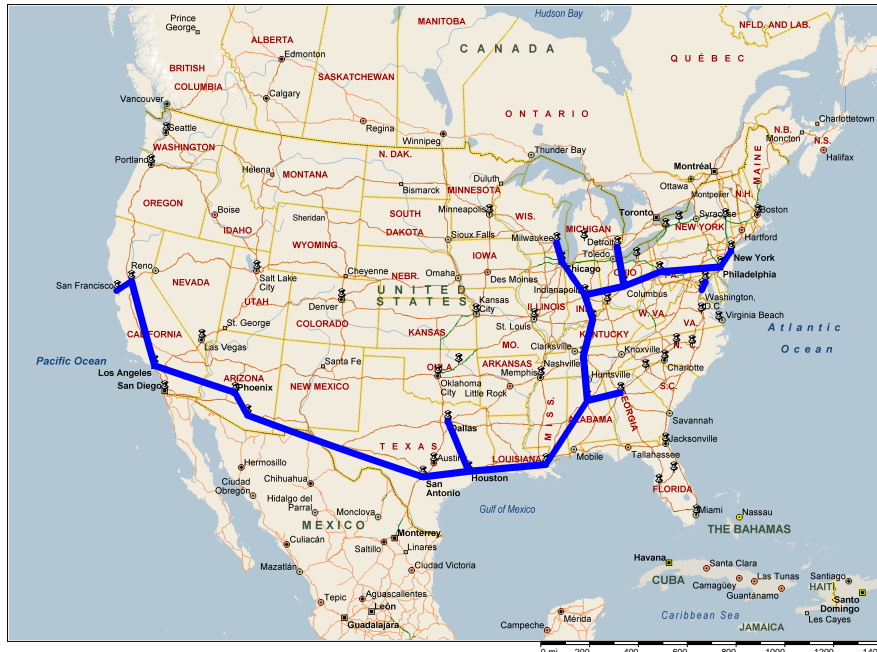 Prince
George
Hudson Bay
MANITOBA
NFLD. AND LAB.
ALBERTA
Edmonton
CANADA
BRITISH
COLUMBIA
SASKATCHEWAN
QUÉBEC
Calgary
Vancouver
ONTARIO
Charlottetown
Seattle
Regina
Winnipeg
N.B.
Moncton
N.S.
Halifax
WASHINGTON
Portland
N. DAK.
Thunder Bay
MAINE
Montréal
Helena
MONTANA
Bismarck
Duluth
MINNESOTA
Ottawa
Montpelier
N.H.
OREGON
Boise
Sheridan
SOUTH
DAKOTA
Minneapolis
WIS.
Toronto
Syracuse
Boston
IDAHO
WYOMING
Sioux Falls
Milwaukee
MICHIGAN
Detroit
NEW YORK
Hartford
Reno
Cheyenne
NEBR.
IOWA
Toledo
New York
San Francisco
NEVADA
Salt Lake
City
Omaha
Des Moines
Chicago
OHIO
PA.
Philadelphia
UTAH
Denver
UNITED
STATES
Indianapolis
Columbus
Washington,
D.C.
Kansas
City
ILLINOIS
IN.
W. VA.
Virginia Beach
St. George
COLORADO
St. Louis
VA.
Atlantic
Ocean
CALIFORNIA
Las Vegas
KANSAS
MO.
KENTUCKY
Clarksville
Knoxville
N.
Pacific Ocean
Santa Fe
OKLA.
ARKANSAS
Nashville
Charlotte
Los Angeles
San Diego
ARIZONA
Phoenix
NEW MEXICO
Oklahoma
City
Little Rock
Memphis
Huntsville
S.C.
MISS.
ALABAMA
GEORGIA
Savannah
Dallas
TEXAS
Austin
LOUISIANA
Mobile
Tallahassee
Jacksonville
Hermosillo
San
Antonio
Houston
Ciudad
Obregón
Chihuahua
FLORIDA
Hidalgo del
Parral
Monclova
Gulf of Mexico
Miami
Nassau
MEXICO
THE BAHAMAS
Culiacán
Monterrey
Saltillo
Linares
Mazatlán
Ciudad Victoria
Havana
Santa Clara
CUBA
Las Tunas
Camagüey
Guantánamo
Santiago
HAITI
Tepic
Aguascalientes
León
Guadalajara
Santo
Domingo
Caribbean Sea
Les Cayes
Mérida
Campeche
JAMAICA
0 mi
200
400
600
800
1000
1200